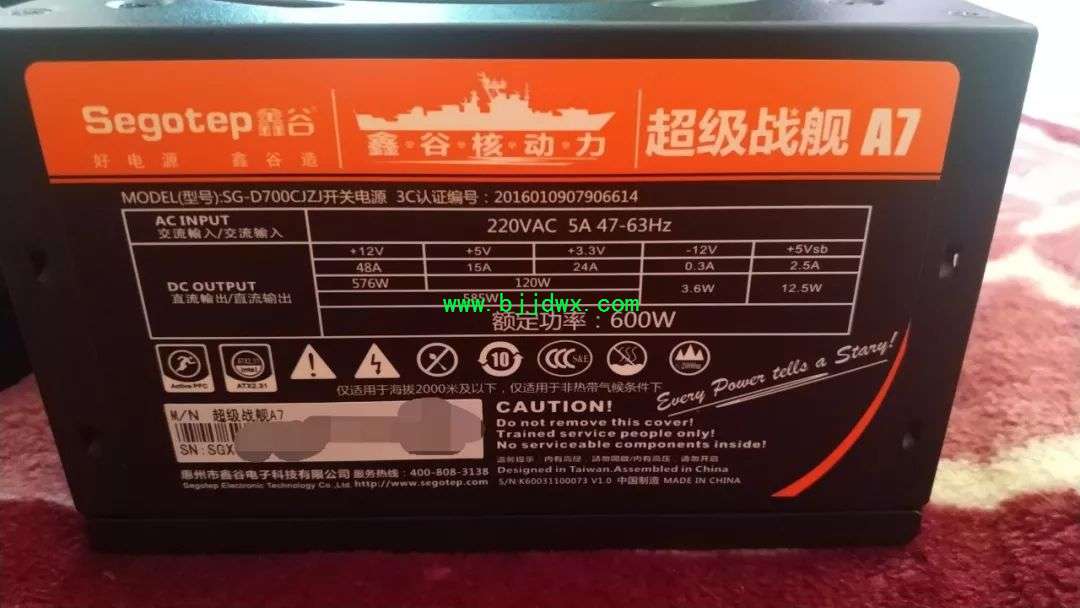 Segotep鑫谷
好电源 鑫谷造
鑫·谷·核·动·力
超级战舰 A7
MODEL(型号):SG-D700CJZJ开关电源 3C认证编号：2016010907906614
AC INPUT
交流輸入/交流输入
220VAC 5A 47-63Hz
DC OUTPUT
直流輸出/直流输出
+12V +5V +3.3V -12V +5Vsb
48A 15A 24A 0.3A 2.5A
576W 120W 3.6W 12.5W
585W
www.bjjdwx.com
额定功率：600W
Active PFC
ATX2.31
10
CCC S&E
2000m
仅适用于海拔2000米及以下，仅适用于非热带气候条件下
Every Power tells a Stary!
M/N 超级战舰A7
SN:SGX
CAUTION!
Do not remove this cover!
Trained service people only!
No serviceable components inside!
惠州市鑫谷电子科技有限公司 服务热线：400-808-3138
Segotep Electronic Technology Co.,Ltd http://www.segotep.com
Designed in Taiwan.Assembled in China
S/N:K60031100073 V1.0 中国制造 MADE IN CHINA